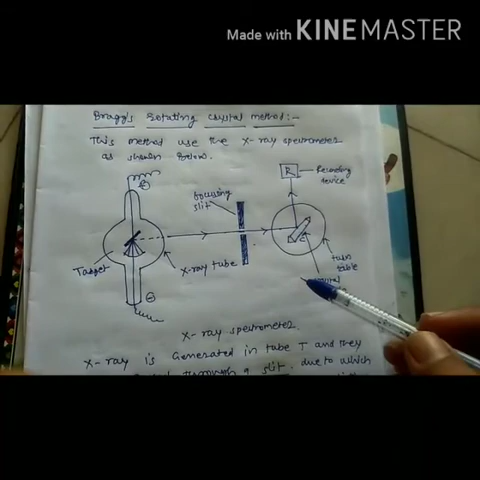 Made with KINEMASTER
Bragg's rotating crystal method:-
This method use the X-ray spectrometer
as shown below.
R
Recording
device
focussing
slit
⊕
Target
X-ray tube
c
turn
table
⊖
X-ray spectrometer.
X-ray is Generated in tube T and they
through a slit. due to which